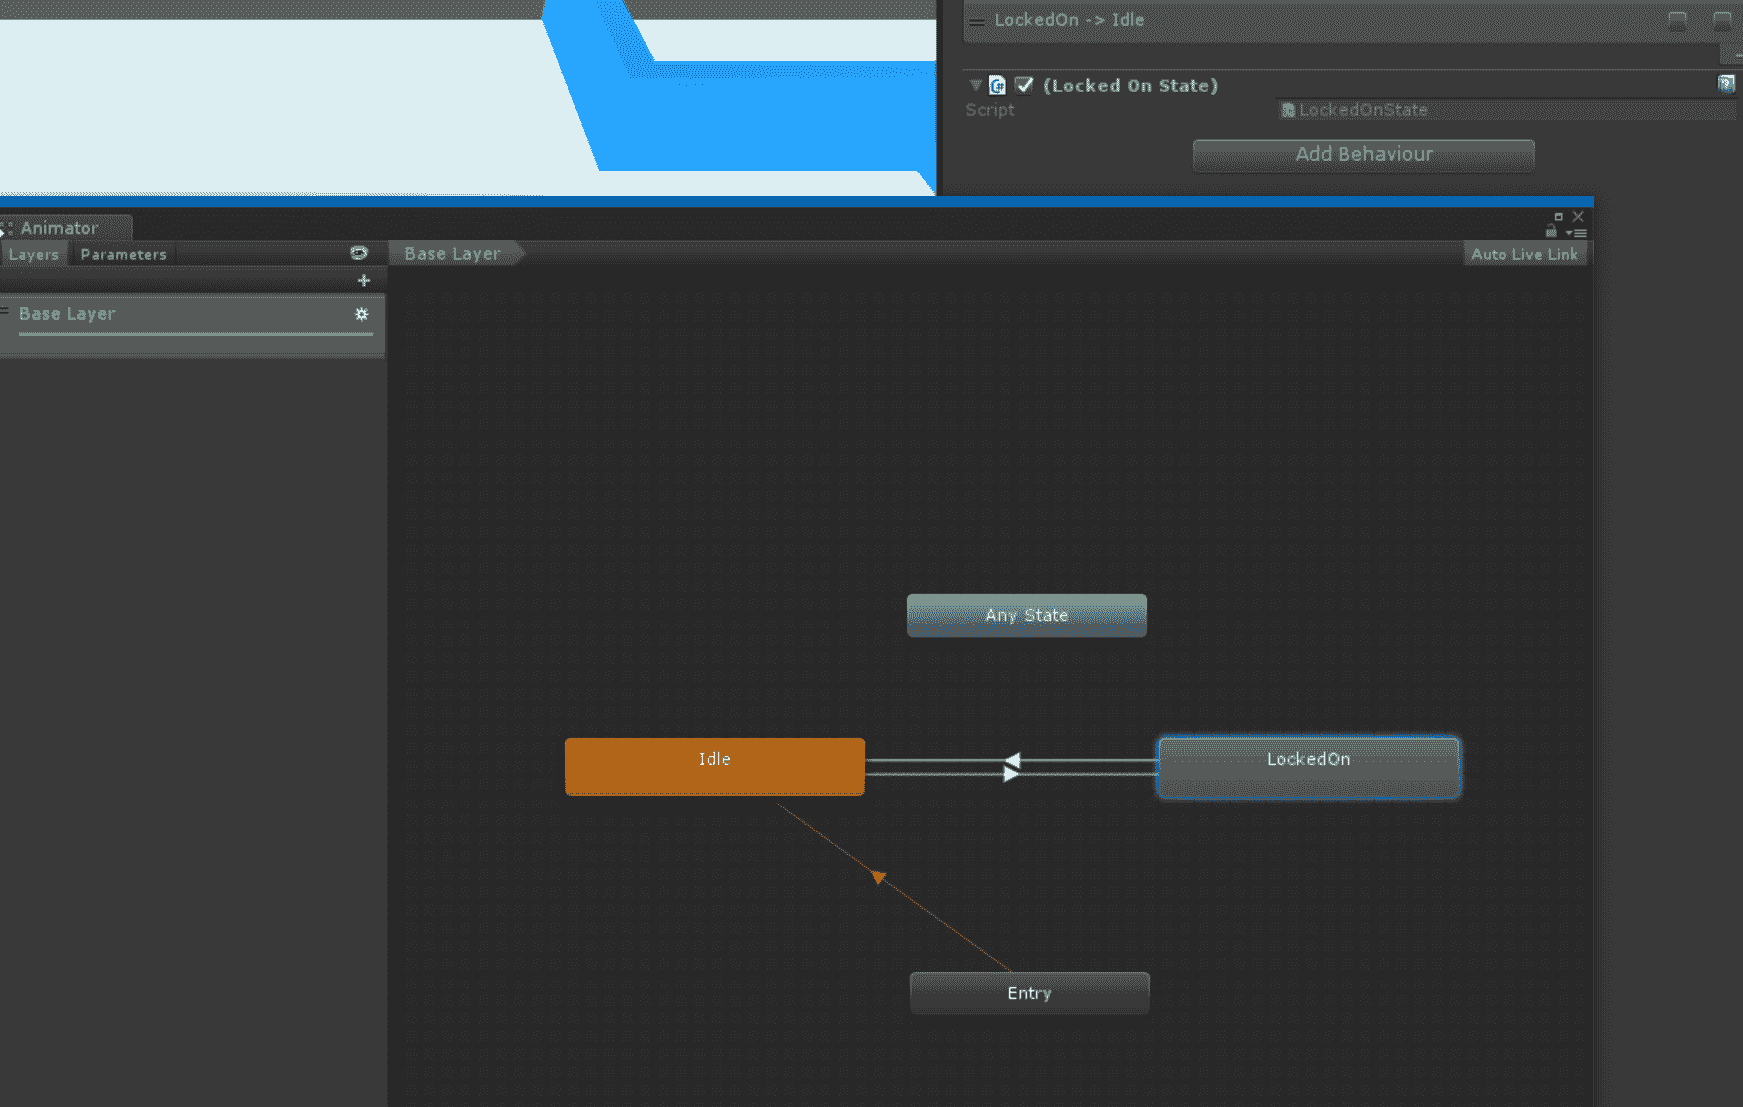 LockedOn -> Idle
(Locked On State)
Script
LockedOnState
Add Behaviour
Animator
Layers
Parameters
Base Layer
Auto Live Link
Base Layer
Any State
Idle
LockedOn
Entry